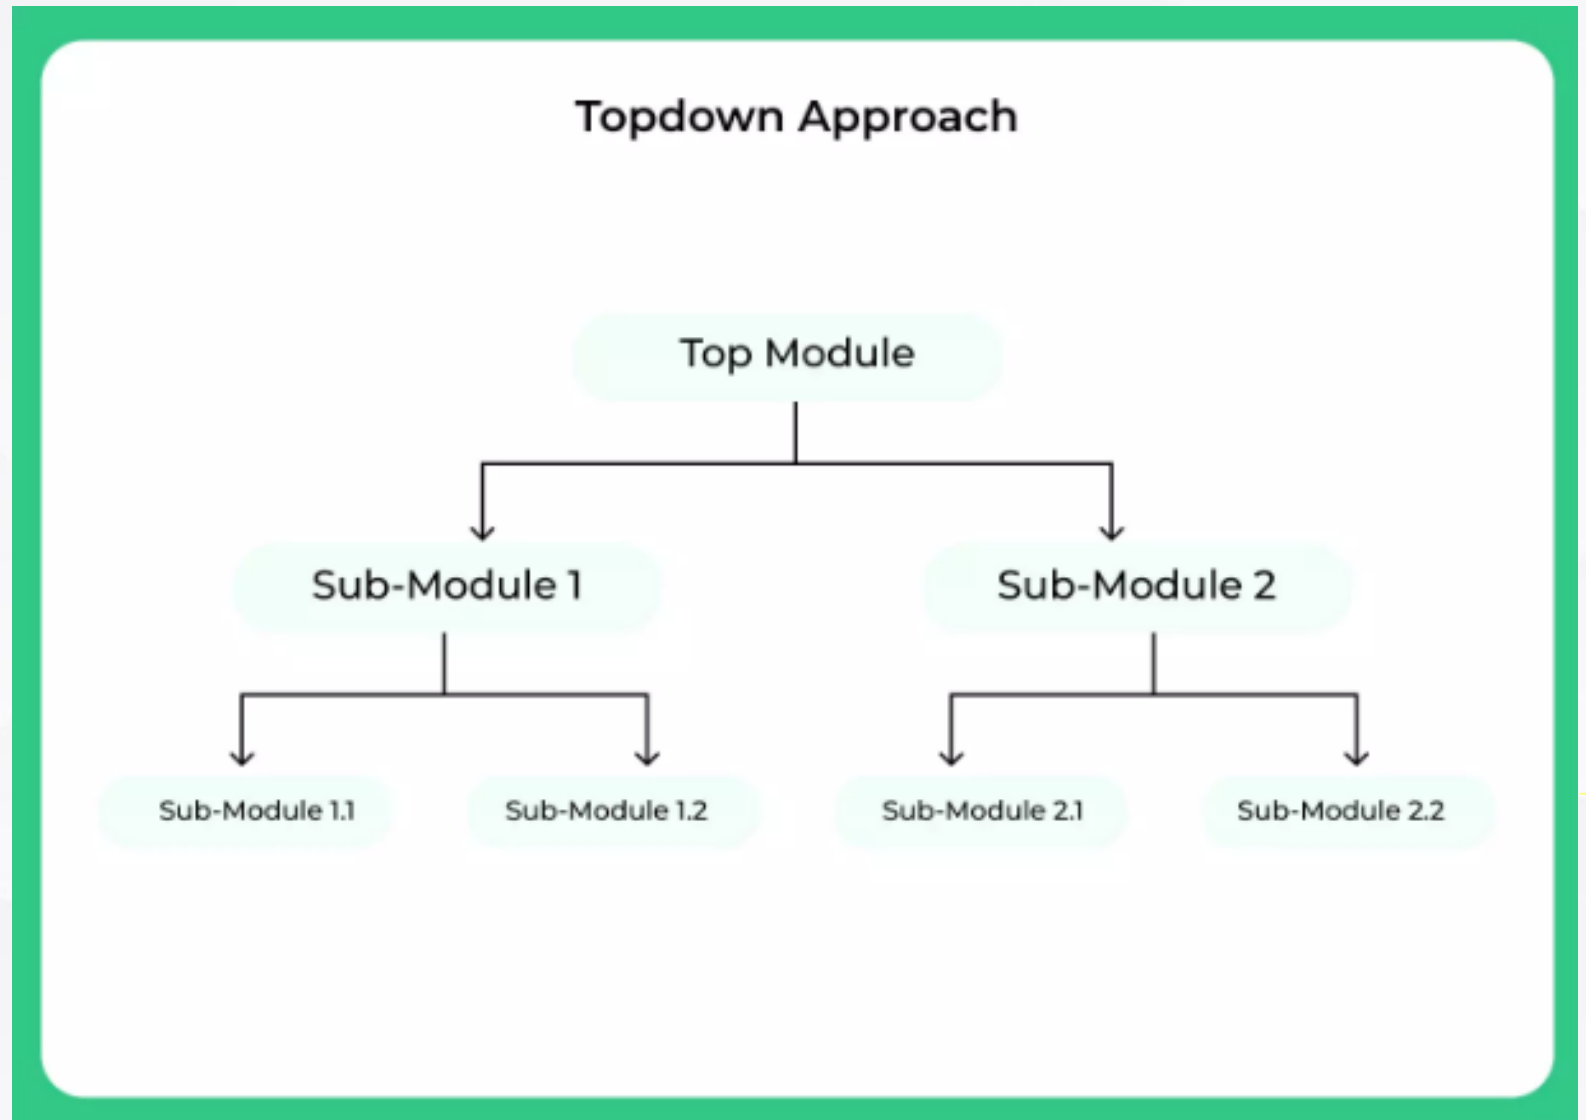 Topdown Approach
Top Module
Sub-Module 1
Sub-Module 2
Sub-Module 1.1
Sub-Module 1.2
Sub-Module 2.1
Sub-Module 2.2